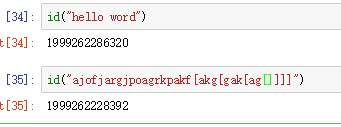 [34]: id("hello word")
t[34]: 1999262286320
[35]: id("ajofjargjpoagrkpakf[akg[gak[ag[]]]]")
t[35]: 1999262228392